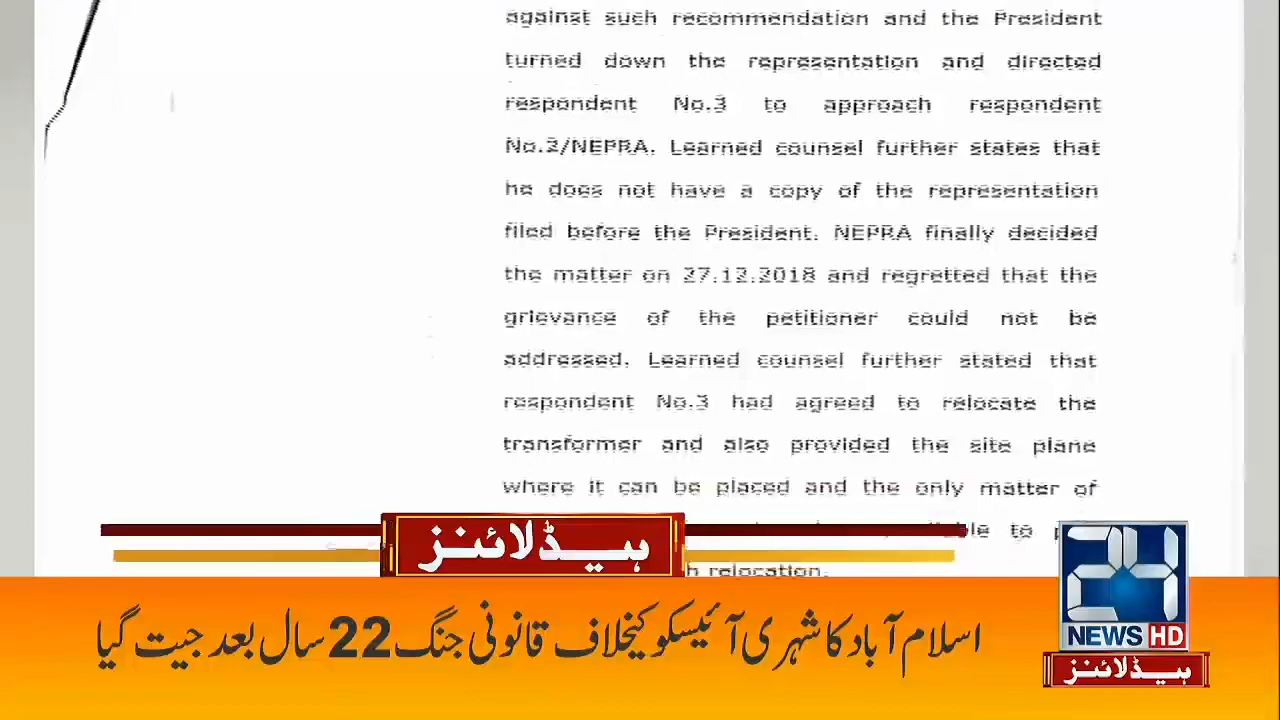 against such recommendation and the President
turned down the representation and directed
respondent No.3 to approach respondent
No.2/NEPRA. Learned counsel further states that
he does not have a copy of the representation
filed before the President. NEPRA finally decided
the matter on 27.12.2018 and regretted that the
grievance of the petitioner could not be
addressed. Learned counsel further stated that
respondent No.3 had agreed to relocate the
transformer and also provided the site plane
where it can be placed and the only matter of
to
relocation.
ہیڈلائنز
اسلام آباد کا شہری آئیسکو کیخلاف قانونی جنگ 22 سال بعد جیت گیا
24
NEWS HD
ہیڈلائنز